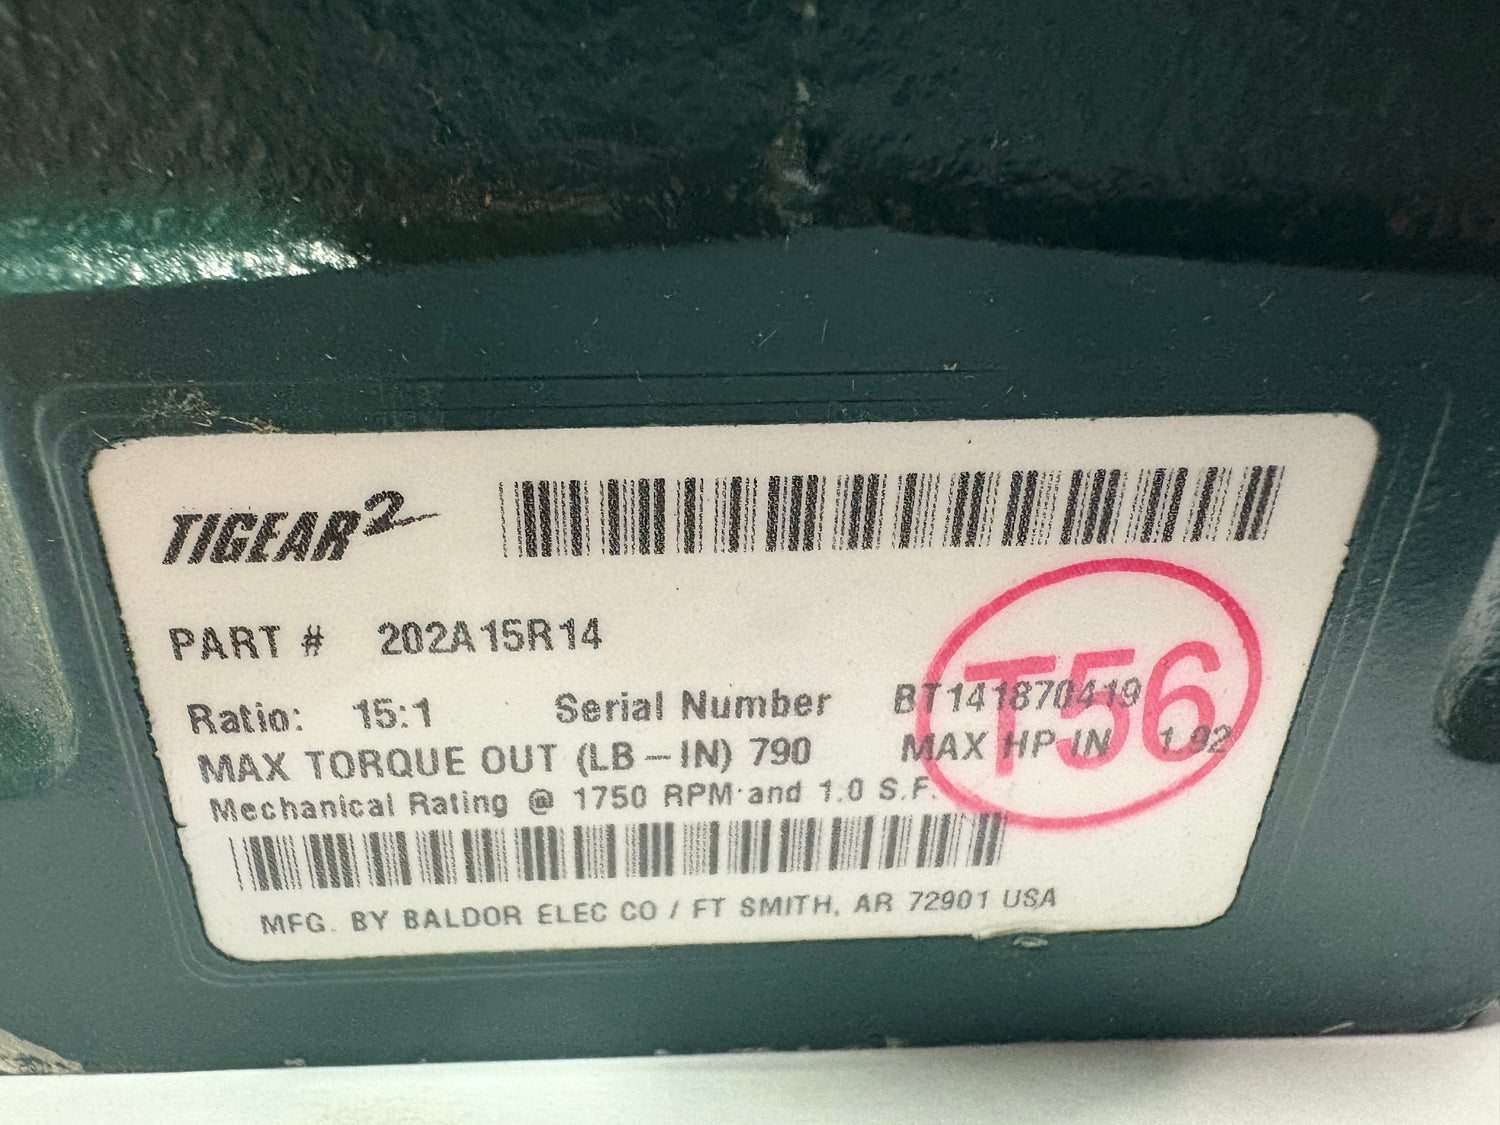 TIGEAR2
PART # 202A15R14
Ratio: 15:1 Serial Number BT141870419
MAX TORQUE OUT (LB-IN) 790 MAX HP IN 1.92
Mechanical Rating @ 1750 RPM and 1.0 S.F.
MFG. BY BALDOR ELEC CO / FT SMITH, AR 72901 USA
T56